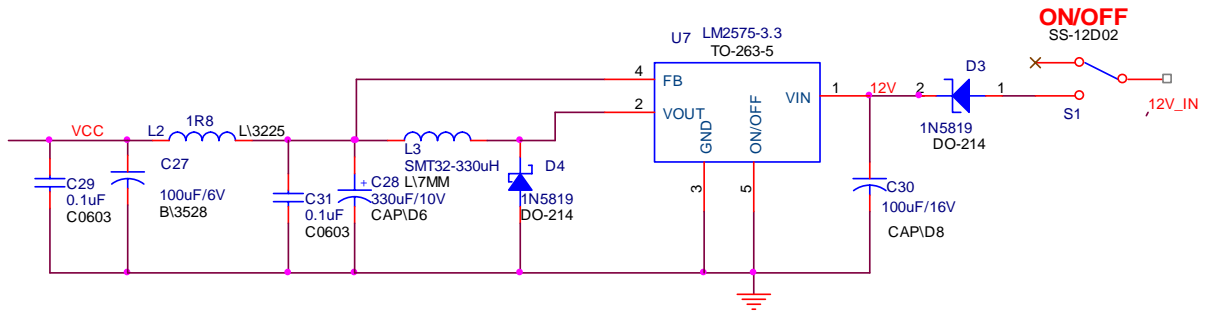 ON/OFF
SS-12D02
S1
12V_IN
,
U7
LM2575-3.3
TO-263-5
4
FB
2
VOUT
GND
ON/OFF
VIN
1
3
5
12V
2
D3
1
1N5819
DO-214
C30
100uF/16V
CAP\D8
VCC
L2
1R8
L\3225
L3
SMT32-330uH
L\7MM
D4
1N5819
DO-214
C29
0.1uF
C0603
C27
100uF/6V
B\3528
C31
0.1uF
C0603
+
C28
330uF/10V
CAP\D6